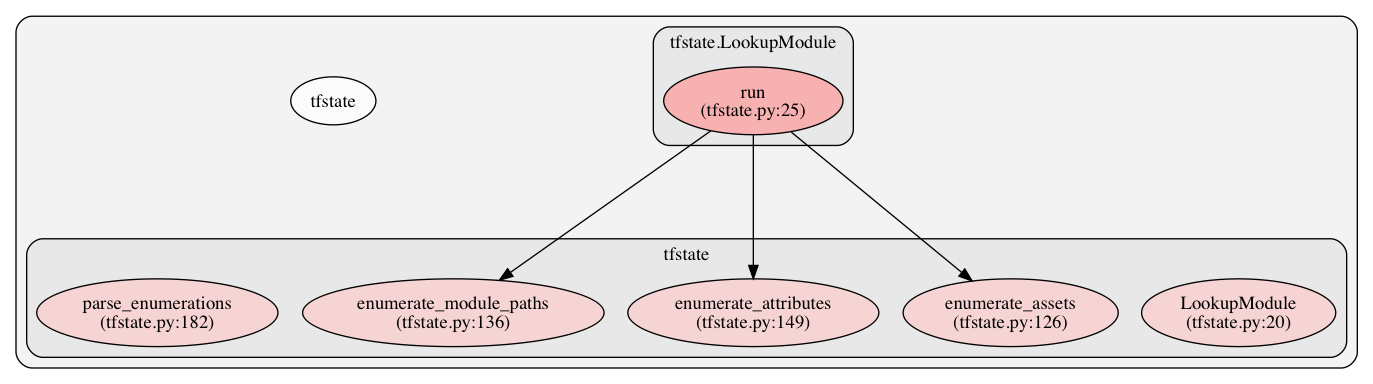 tfstate.LookupModule
run
(tfstate.py:25)
tfstate
tfstate
parse_enumerations
(tfstate.py:182)
enumerate_module_paths
(tfstate.py:136)
enumerate_attributes
(tfstate.py:149)
enumerate_assets
(tfstate.py:126)
LookupModule
(tfstate.py:20)